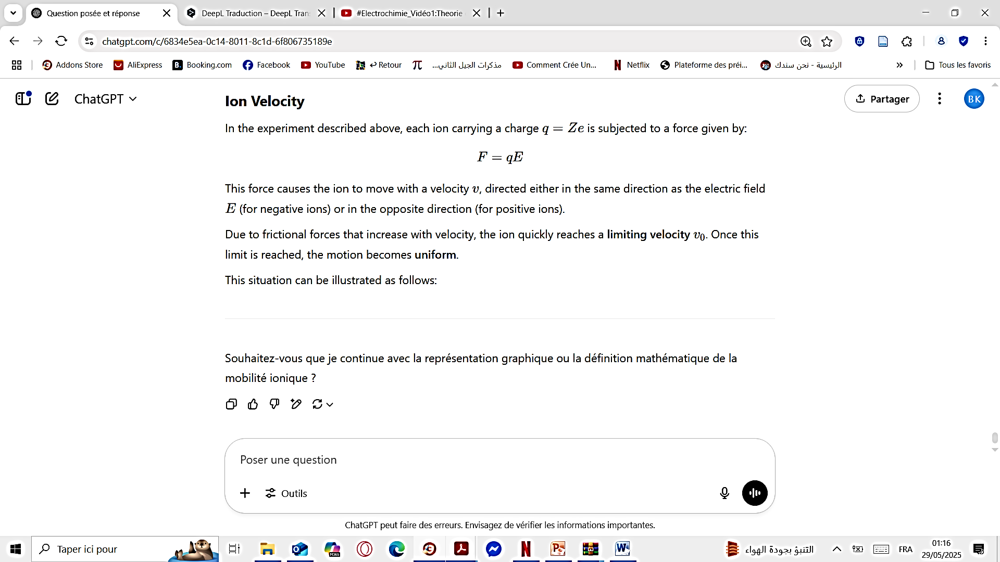 Question posée et réponse
DeepL Traduction – DeepL Tran
#Electrochimie_Vidéo1:Theorie
chatgpt.com/c/6834e5ea-0c14-8011-8c1d-6f806735189e
Addons Store
AliExpress
B.
Booking.com
Facebook
YouTube
↩ Retour
π
مذكرات الجيل الثاني...
Comment Crée Un...
Netflix
Plateforme des préi...
الرئيسية - نحن سندك
Tous les favoris
ChatGPT
Partager
BK
Ion Velocity
In the experiment described above, each ion carrying a charge q = Ze is subjected to a force given by:
F = qE
This force causes the ion to move with a velocity v, directed either in the same direction as the electric field
E (for negative ions) or in the opposite direction (for positive ions).
Due to frictional forces that increase with velocity, the ion quickly reaches a limiting velocity v₀. Once this
limit is reached, the motion becomes uniform.
This situation can be illustrated as follows:
Souhaitez-vous que je continue avec la représentation graphique ou la définition mathématique de la
mobilité ionique ?
Poser une question
Outils
ChatGPT peut faire des erreurs. Envisagez de vérifier les informations importantes.
Taper ici pour
M365
التنبؤ بجودة الهواء
FRA
01:16
29/05/2025